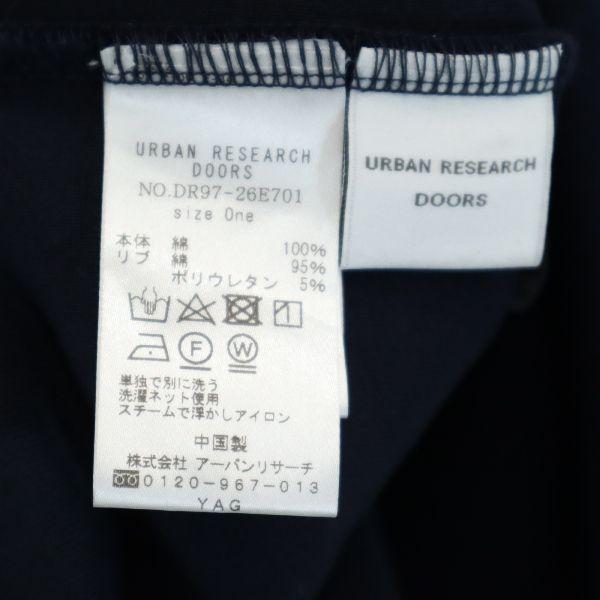 URBAN RESEARCH
DOORS
NO.DR97-26E701
size One
本体 綿 100%
リブ 綿 95%
ポリウレタン 5%
F W
単独で別に洗う
洗濯ネット使用
スチームで浮かしアイロン
中国製
株式会社 アーバンリサーチ
0120-967-013
YAG
URBAN RESEARCH
DOORS